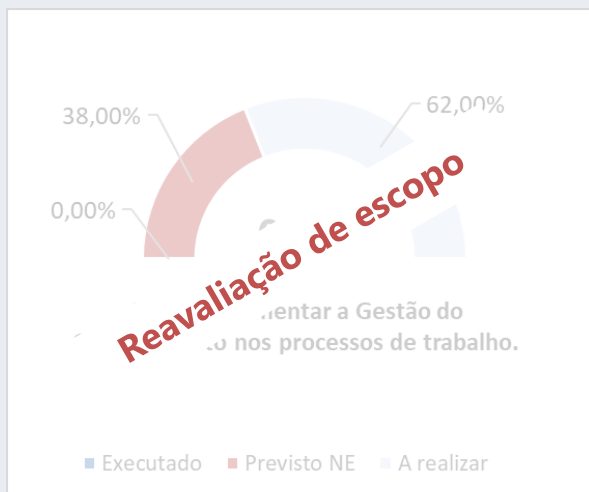 38,00%
62,00%
0,00%
Reavaliação de escopo
a Gestão do
nos processos de trabalho.
Executado
Previsto NE
A realizar